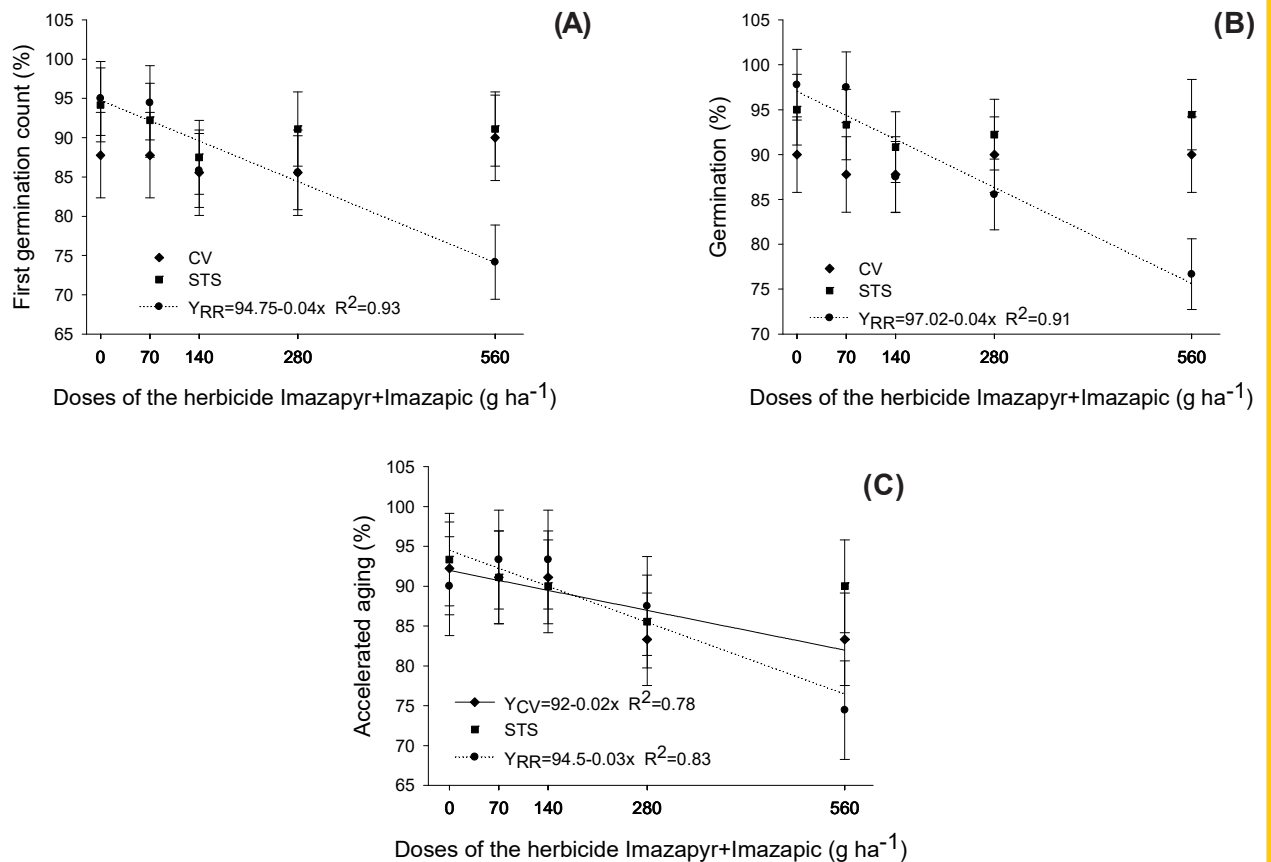 (A)
First germination count (%)
105
100
95
90
85
80
75
70
65
CV
STS
YRR=94.75-0.04x R2=0.93
0 70 140 280 560
Doses of the herbicide Imazapyr+Imazapic (g ha-1)
(B)
Germination (%)
105
100
95
90
85
80
75
70
CV
STS
YRR=97.02-0.04x R2=0.91
0 70 140 280 560
Doses of the herbicide Imazapyr+Imazapic (g ha-1)
(C)
Accelerated aging (%)
105
100
95
90
85
80
75
70
65
YCV=92-0.02x R2=0.78
STS
YRR=94.5-0.03x R2=0.83
0 70 140 280 560
Doses of the herbicide Imazapyr+Imazapic (g ha-1)